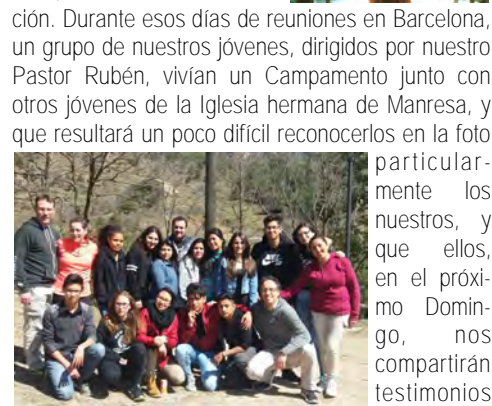 ción. Durante esos días de reuniones en Barcelona,
un grupo de nuestros jóvenes, dirigidos por nuestro
Pastor Rubén, vivían un Campamento junto con
otros jóvenes de la Iglesia hermana de Manresa, y
que resultará un poco difícil reconocerlos en la foto
particular-
mente los
nuestros, y
que ellos,
en el próxi-
mo Domin-
go, nos
compartirán
testimonios